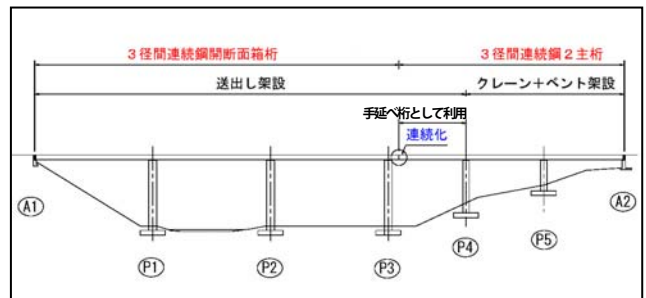 3径間連続鋼開断面箱桁
3径間連続鋼2主桁
送出し架設
クレーン+ベント架設
手延べ桁として利用
連続化
A1
A2
P4
P5
P1
P2
P3